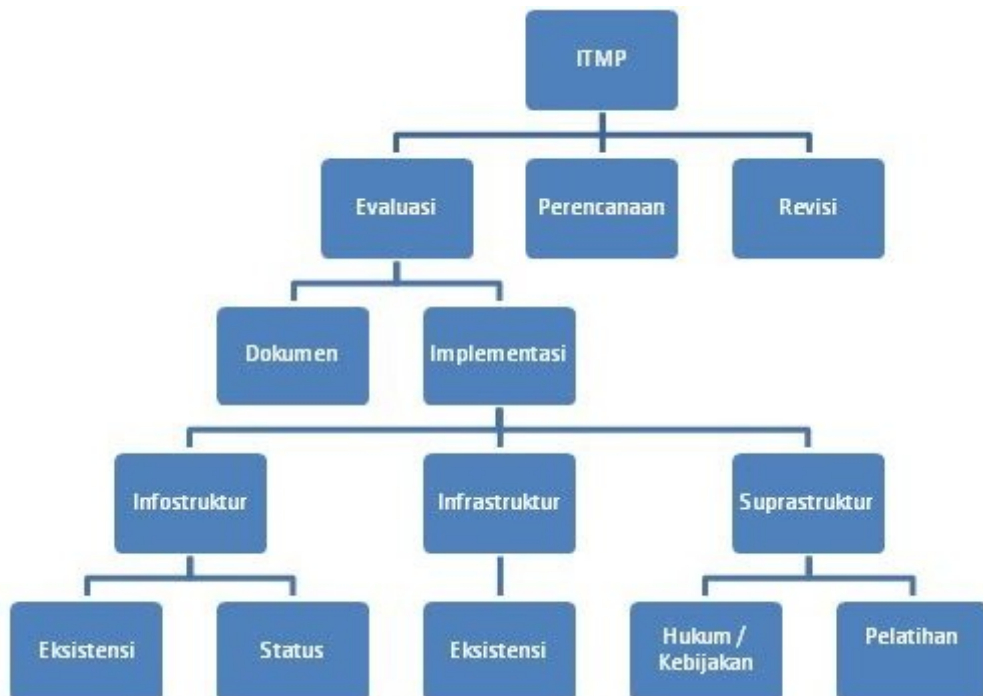 ITMP
Evaluasi
Perencanaan
Revisi
Dokumen
Implementasi
Infostruktur
Infrastruktur
Suprastruktur
Eksistensi
Status
Eksistensi
Hukum /
Kebijakan
Pelatihan